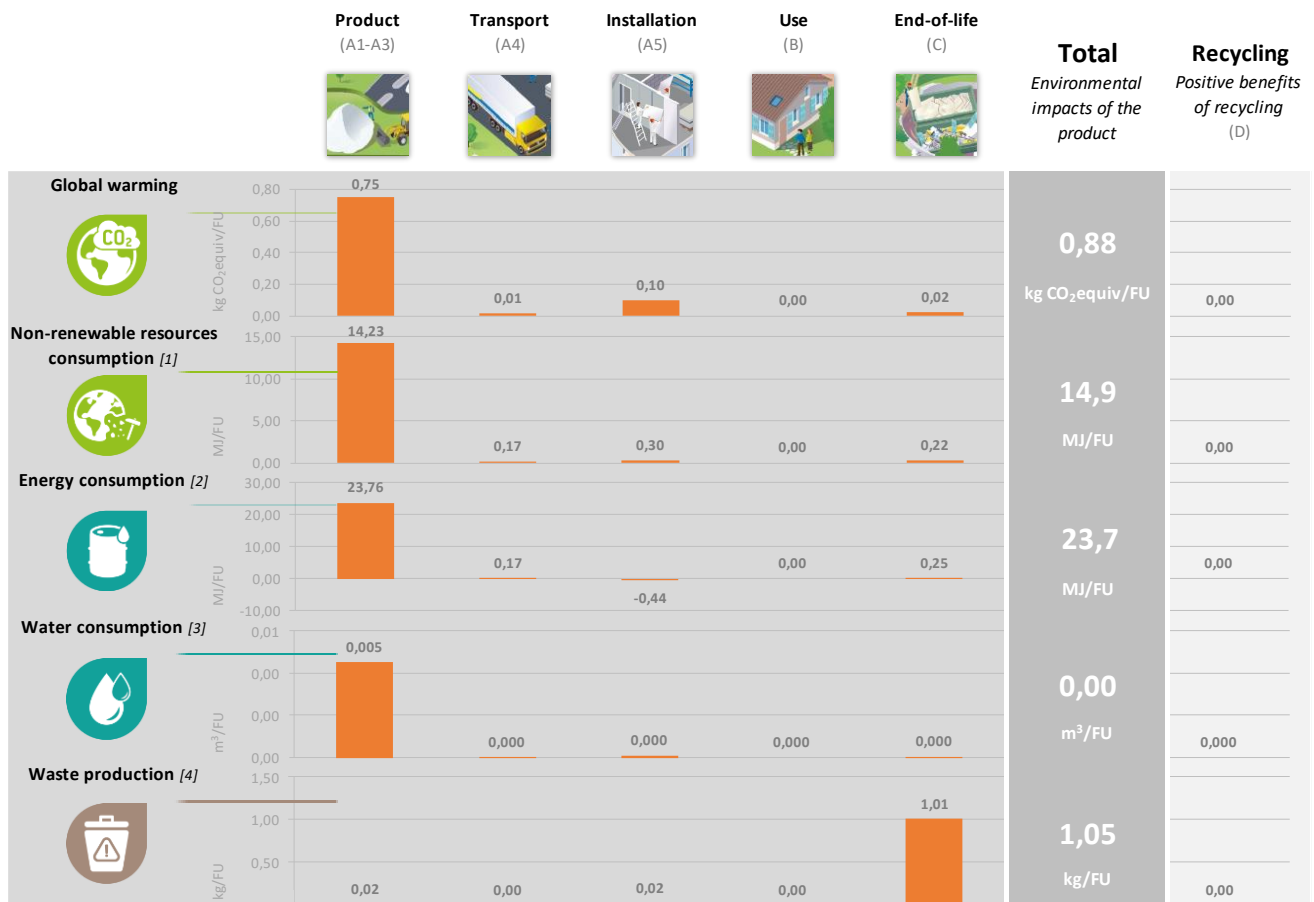 Product
(A1-A3)
Transport
(A4)
Installation
(A5)
Use
(B)
End-of-life
(C)
Total
Environmental
impacts of the
product
Recycling
Positive benefits
of recycling
(D)
Global warming
CO2
kg CO2equiv/FU
0,80
0,60
0,40
0,20
0,00
0,75
0,01
0,10
0,00
0,02
0,88
kg CO2equiv/FU
0,00
Non-renewable resources
consumption [1]
MJ/FU
15,00
10,00
5,00
0,00
14,23
0,17
0,30
0,00
0,22
14,9
MJ/FU
0,00
Energy consumption [2]
MJ/FU
30,00
20,00
10,00
0,00
-10,00
23,76
0,17
-0,44
0,00
0,25
23,7
MJ/FU
0,00
Water consumption [3]
m3/FU
0,01
0,00
0,00
0,00
0,005
0,000
0,000
0,000
0,000
0,00
m3/FU
0,000
Waste production [4]
kg/FU
1,50
1,00
0,50
0,02
0,00
0,02
0,00
1,01
1,05
kg/FU
0,00